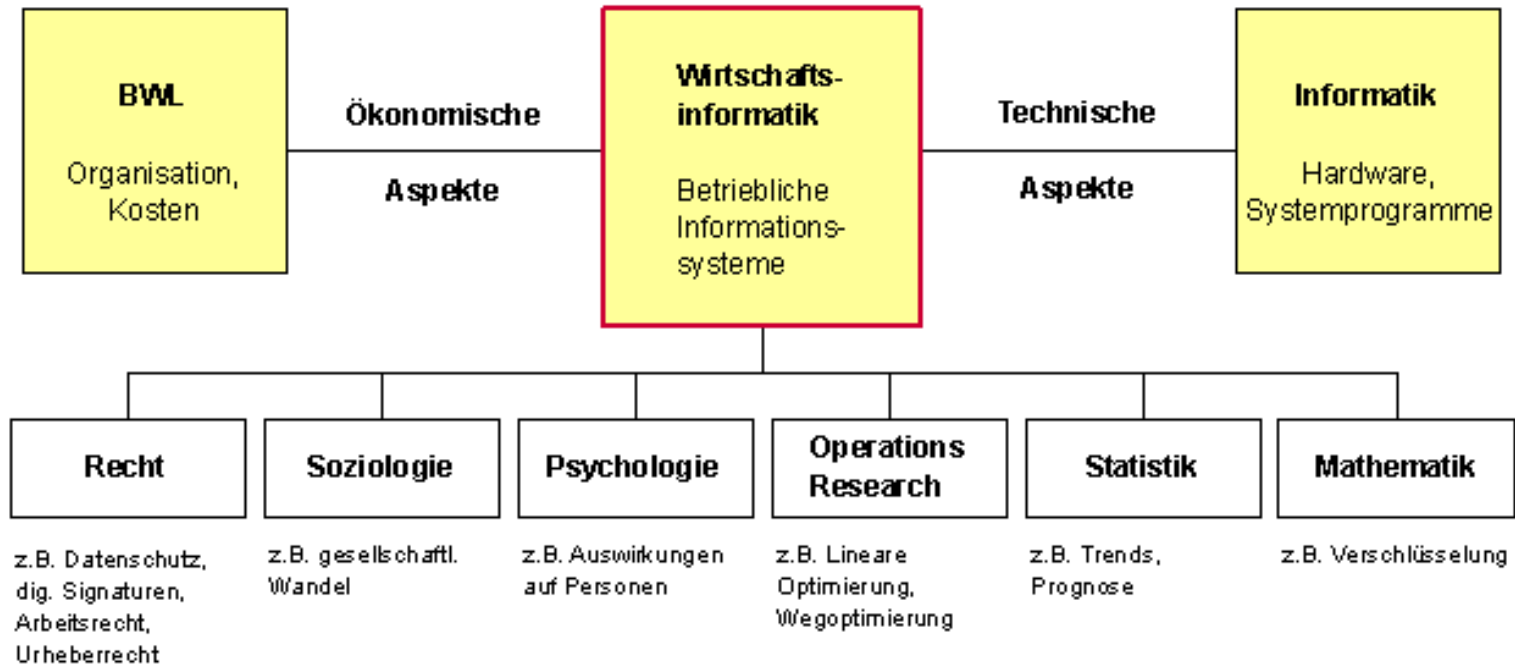 BWL
Organisation,
Kosten
Ökonomische
Aspekte
Wirtschafts-
informatik
Betriebliche
Informations-
systeme
Technische
Aspekte
Informatik
Hardware,
Systemprogramme
Recht
z.B. Datenschutz,
dig. Signaturen,
Arbeitsrecht,
Urheberrecht
Soziologie
z.B. gesellschaftl.
Wandel
Psychologie
z.B. Auswirkungen
auf Personen
Operations
Research
z.B. Lineare
Optimierung,
Wegoptimierung
Statistik
z.B. Trends,
Prognose
Mathematik
z.B. Verschlüsselung